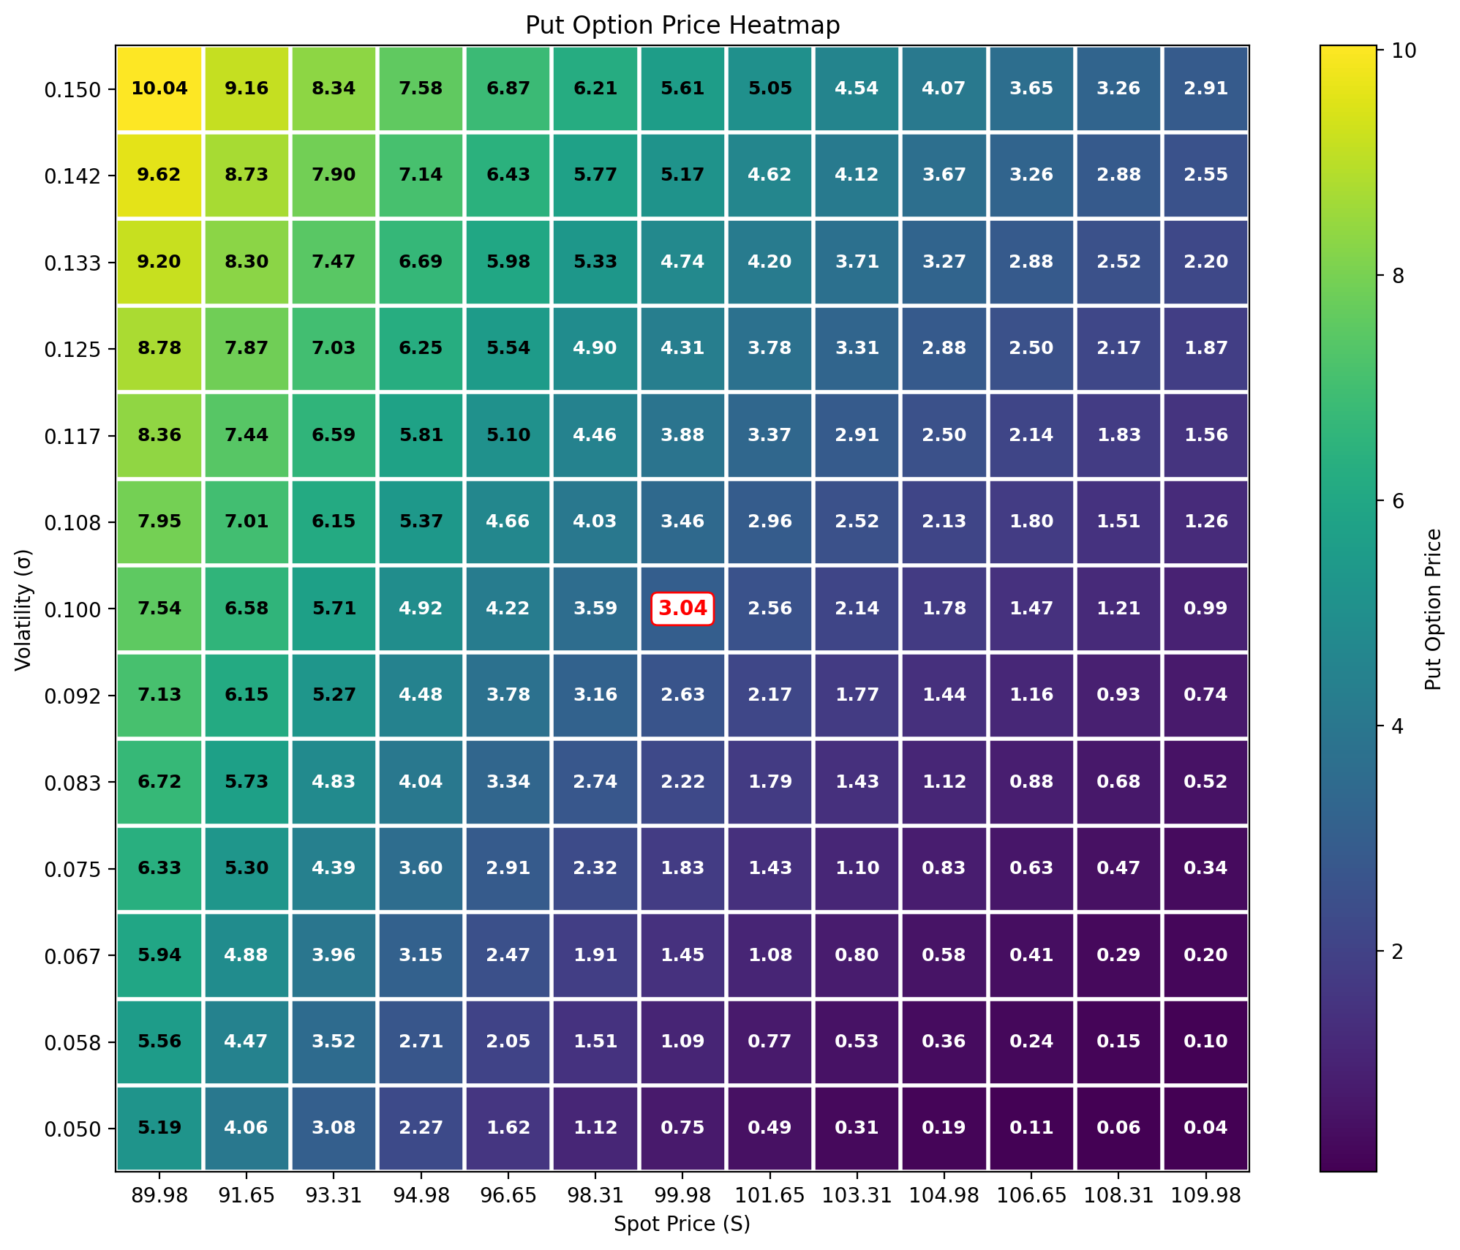 Put Option Price Heatmap
0.150 10.04 9.16 8.34 7.58 6.87 6.21 5.61 5.05 4.54 4.07 3.65 3.26 2.91
0.142 9.62 8.73 7.90 7.14 6.43 5.77 5.17 4.62 4.12 3.67 3.26 2.88 2.55
0.133 9.20 8.30 7.47 6.69 5.98 5.33 4.74 4.20 3.71 3.27 2.88 2.52 2.20
0.125 8.78 7.87 7.03 6.25 5.54 4.90 4.31 3.78 3.31 2.88 2.50 2.17 1.87
0.117 8.36 7.44 6.59 5.81 5.10 4.46 3.88 3.37 2.91 2.50 2.14 1.83 1.56
0.108 7.95 7.01 6.15 5.37 4.66 4.03 3.46 2.96 2.52 2.13 1.80 1.51 1.26
0.100 7.54 6.58 5.71 4.92 4.22 3.59 3.04 2.56 2.14 1.78 1.47 1.21 0.99
0.092 7.13 6.15 5.27 4.48 3.78 3.16 2.63 2.17 1.77 1.44 1.16 0.93 0.74
0.083 6.72 5.73 4.83 4.04 3.34 2.74 2.22 1.79 1.43 1.12 0.88 0.68 0.52
0.075 6.33 5.30 4.39 3.60 2.91 2.32 1.83 1.43 1.10 0.83 0.63 0.47 0.34
0.067 5.94 4.88 3.96 3.15 2.47 1.91 1.45 1.08 0.80 0.58 0.41 0.29 0.20
0.058 5.56 4.47 3.52 2.71 2.05 1.51 1.09 0.77 0.53 0.36 0.24 0.15 0.10
0.050 5.19 4.06 3.08 2.27 1.62 1.12 0.75 0.49 0.31 0.19 0.11 0.06 0.04
89.98 91.65 93.31 94.98 96.65 98.31 99.98 101.65 103.31 104.98 106.65 108.31 109.98
Spot Price (S)
Volatility (σ)
10
8
6
4
2
Put Option Price